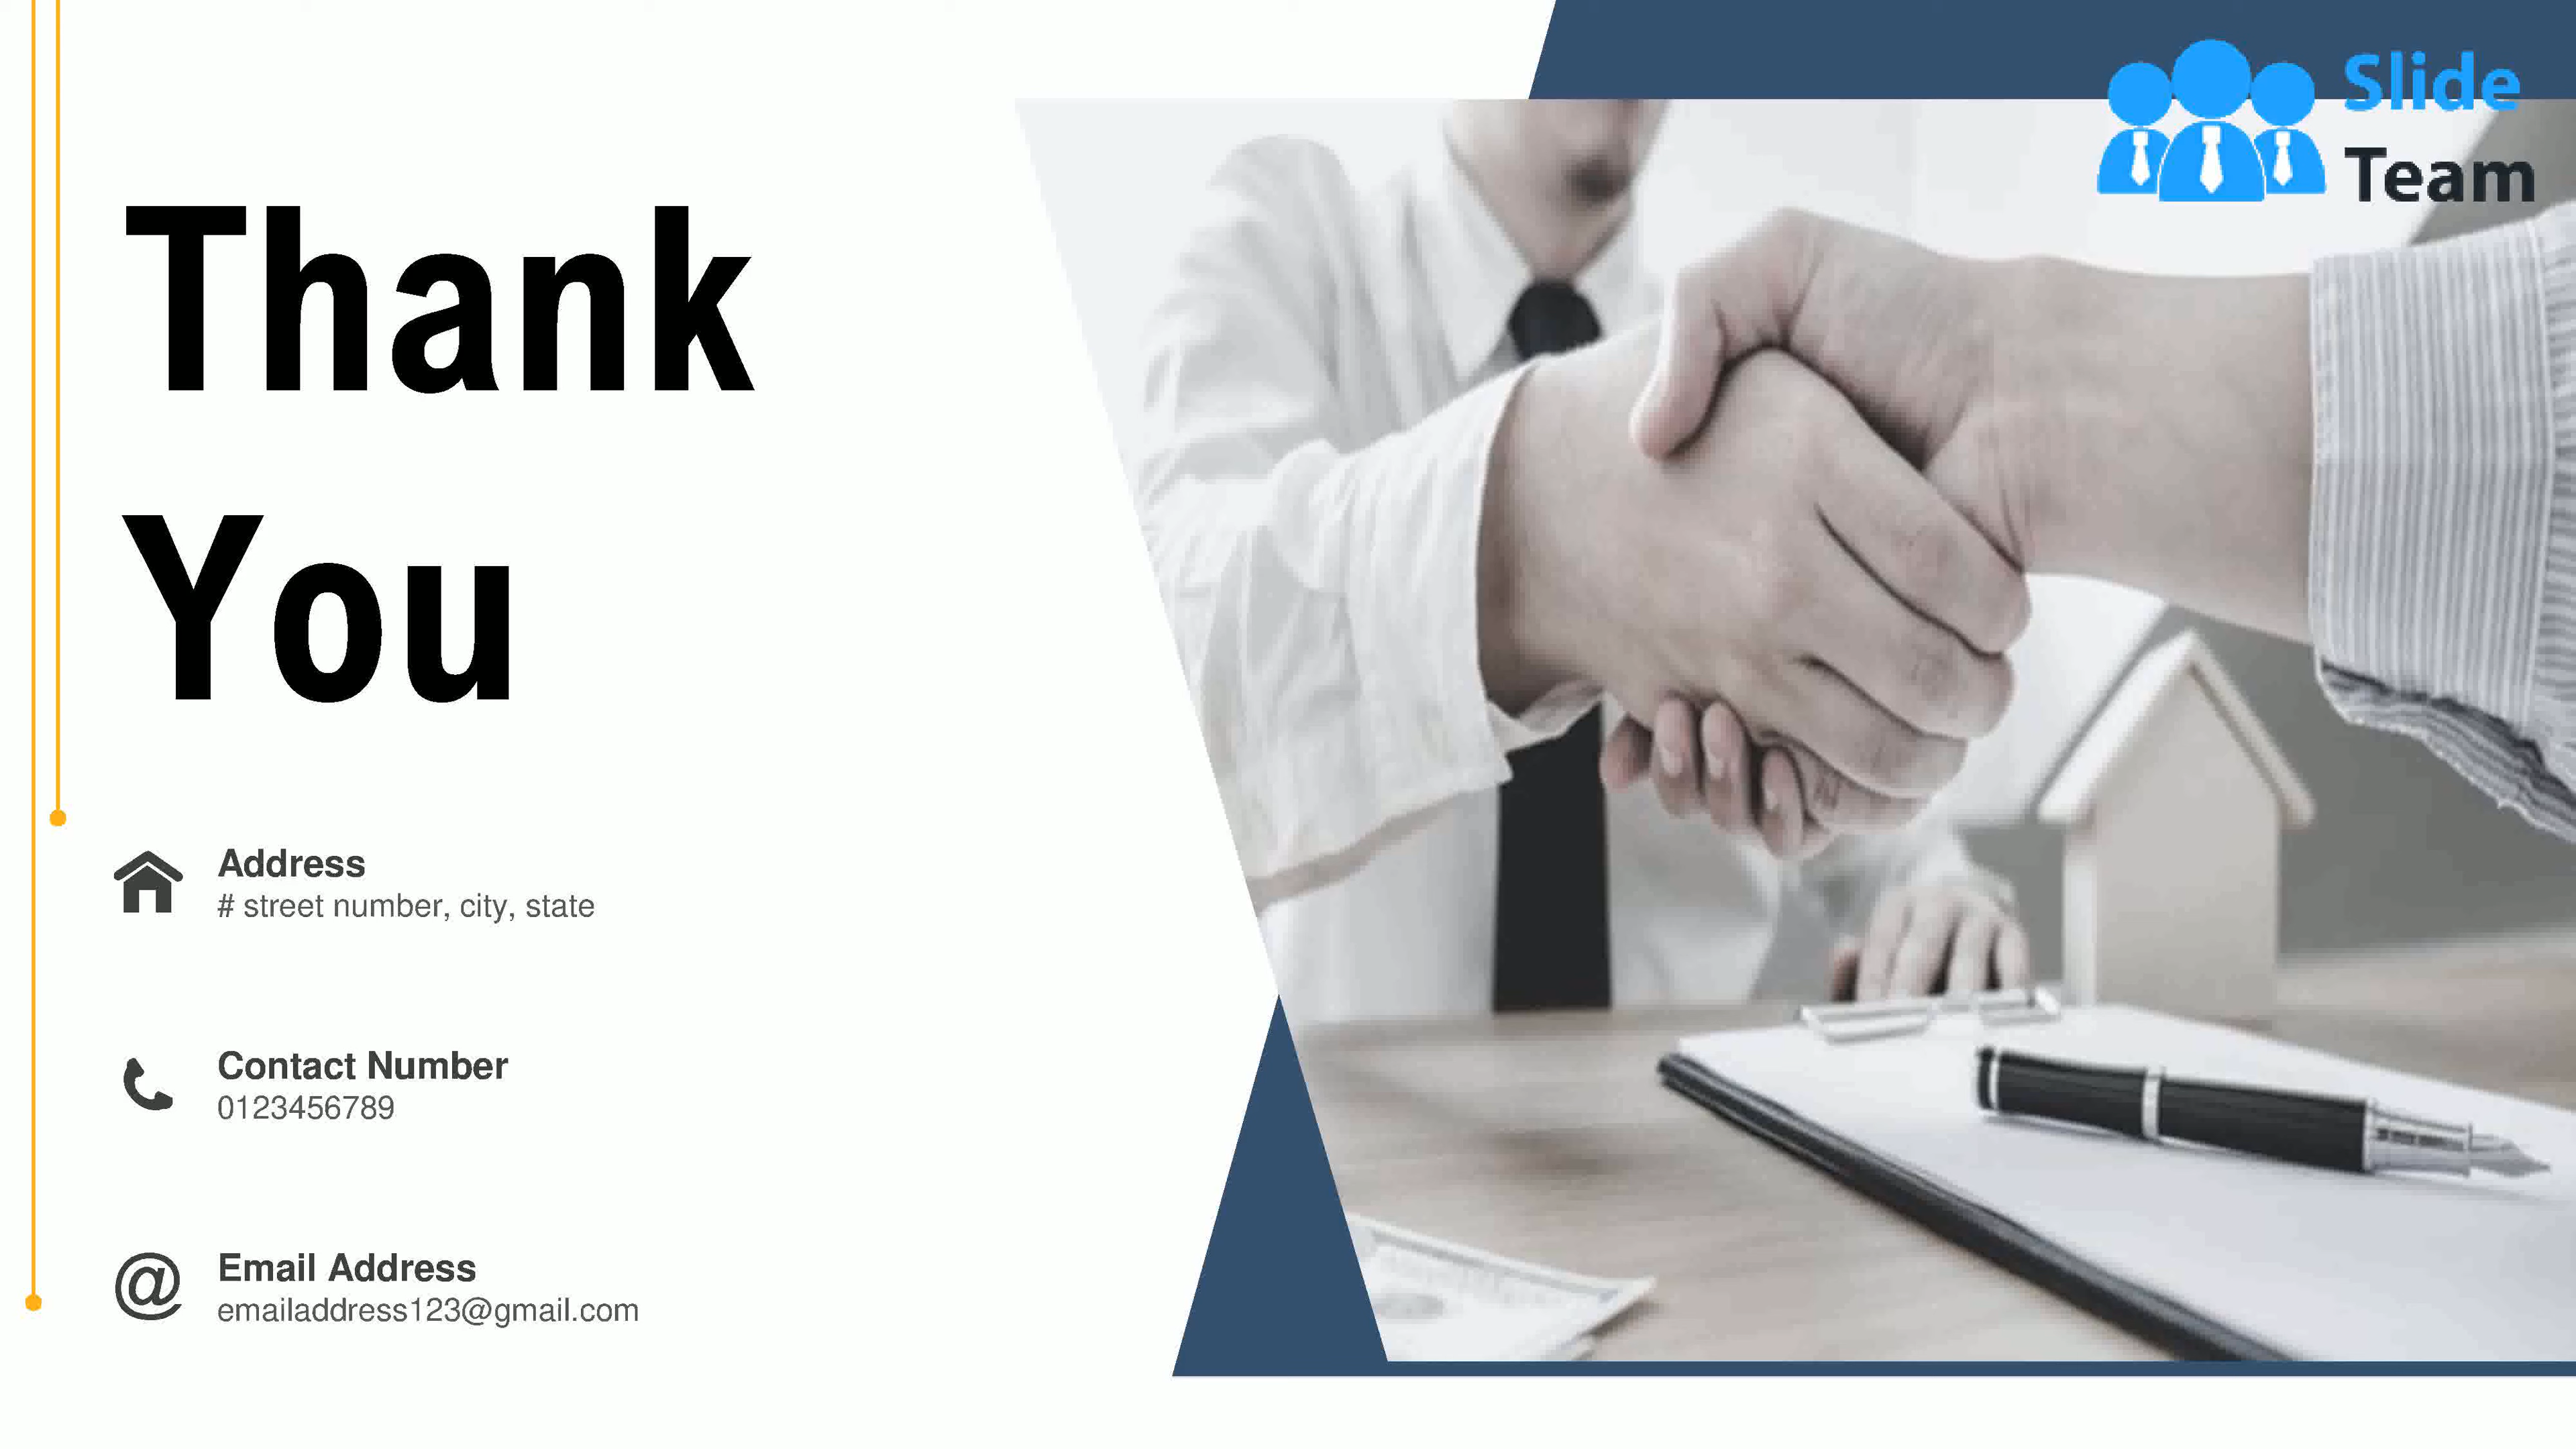 Slide
Team
Thank
You
Address
# street number, city, state
Contact Number
0123456789
@
Email Address
emailaddress123@gmail.com